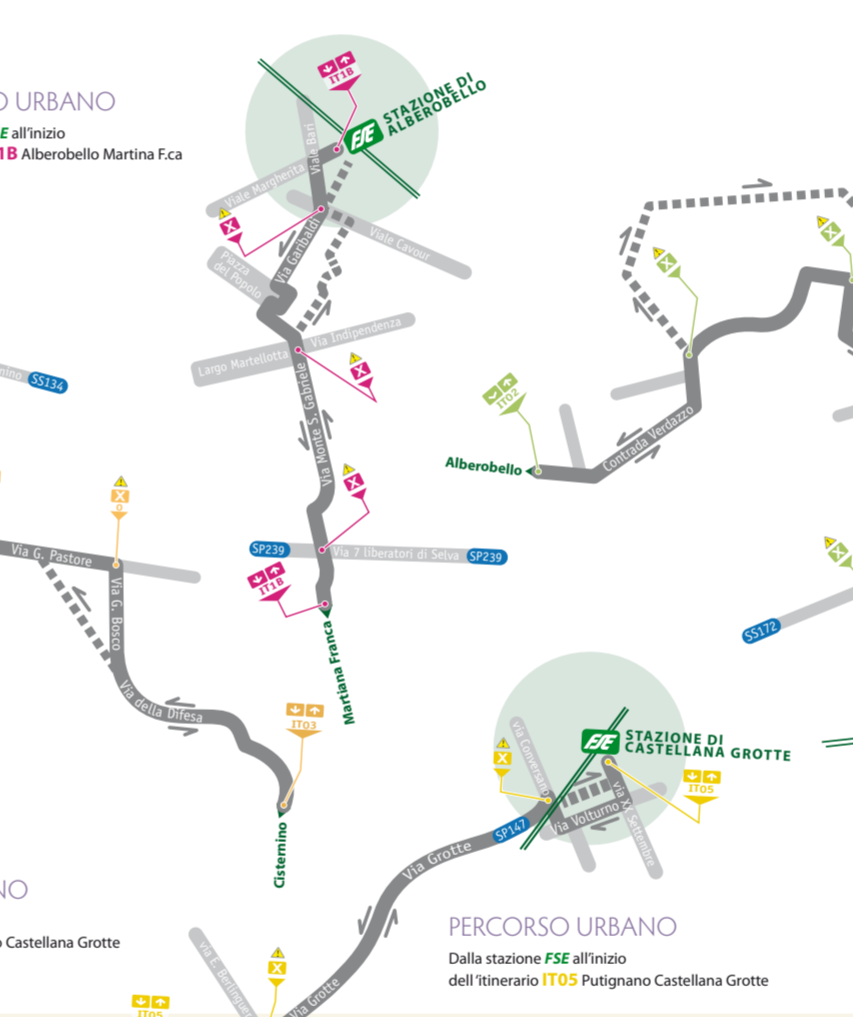 O URBANO
E all'inizio
1B Alberobello Martina F.ca
IT1B
FSE STAZIONE DI
ALBEROBELLO
Viale Bari
Viale Margherita
X
Via Garibaldi
Viale Cavour
Piazza
del Popolo
Via Indipendenza
Largo Martellotta
X
Via Monte S. Gabriele
X
SP239
Via 7 liberatori di Selva
SP239
IT1B
Martiana Franca
SS134
X
X
IT02
Alberobello
Contrada Verdazzo
X
SS172
X
0
Via G. Pastore
Via G. Bosco
Via della Difesa
IT03
Cisternino
FSE STAZIONE DI
CASTELLANA GROTTE
via Conversano
X
IT05
Via Volturno
via XX Settembre
SP147
Via Grotte
NO
Castellana Grotte
via E. Berlinguer
X
IT05
Via Grotte
PERCORSO URBANO
Dalla stazione FSE all'inizio
dell'itinerario IT05 Putignano Castellana Grotte